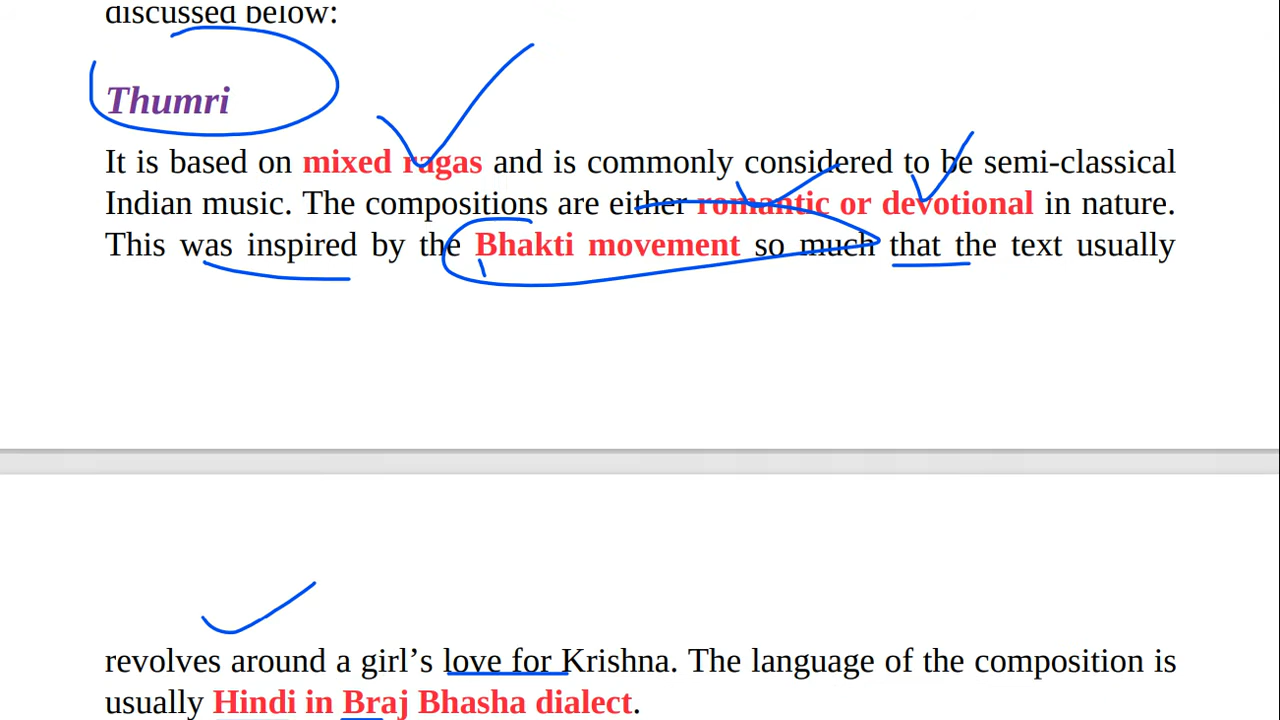 discussed below:
Thumri
It is based on mixed ragas and is commonly considered to be semi-classical
Indian music. The compositions are either romantic or devotional in nature.
This was inspired by the Bhakti movement so much that the text usually
revolves around a girl’s love for Krishna. The language of the composition is
usually Hindi in Braj Bhasha dialect.